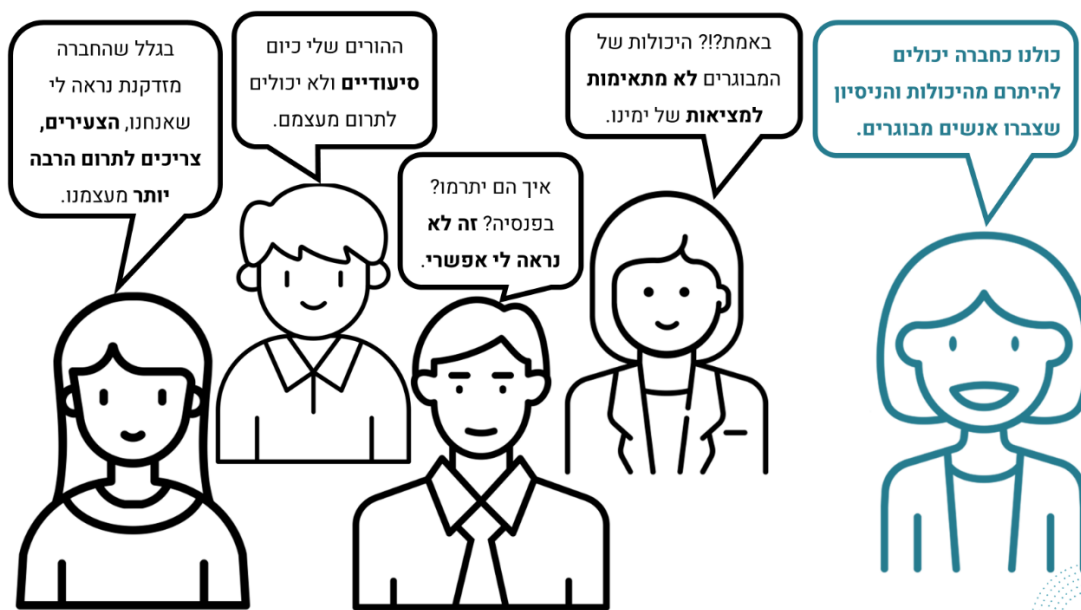 כולנו כחברה יכולים
להיתרם מהיכולות והניסיון
שצברו אנשים מבוגרים.
באמת?!? היכולות של
המבוגרים לא מתאימות
למציאות של ימינו.
איך הם יתרמו?
בפנסיה? זה לא
נראה לי אפשרי.
ההורים שלי כיום
סיעודיים ולא יכולים
לתרום מעצמם.
בגלל שהחברה
מזדקנת נראה לי
שאנחנו, הצעירים,
צריכים לתרום הרבה
יותר מעצמנו.